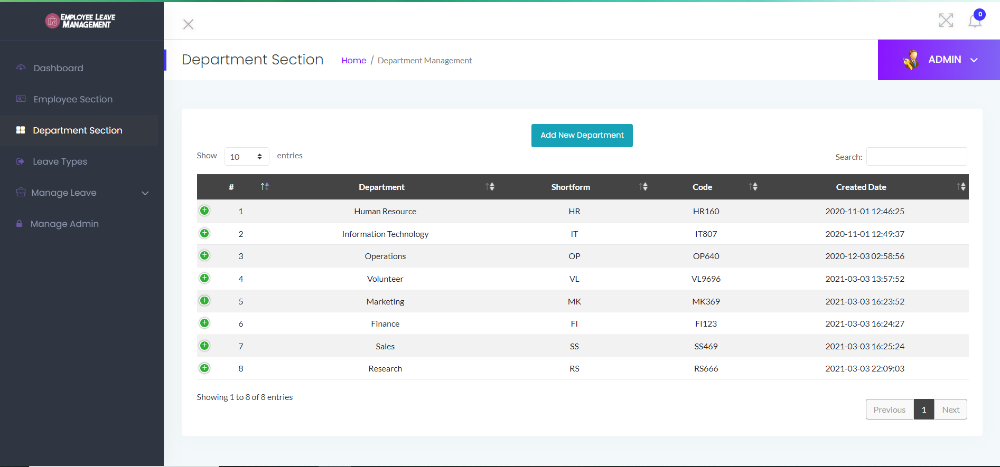 EMPLOYEE LEAVE
MANAGEMENT
0
Department Section
Home / Department Management
ADMIN
Dashboard
Employee Section
Department Section
Leave Types
Manage Leave
Manage Admin
Add New Department
Show 10 entries
Search:
# Department Shortform Code Created Date
1 Human Resource HR HR160 2020-11-01 12:46:25
2 Information Technology IT IT807 2020-11-01 12:49:37
3 Operations OP OP640 2020-12-03 02:58:56
4 Volunteer VL VL9696 2021-03-03 13:57:52
5 Marketing MK MK369 2021-03-03 16:23:52
6 Finance FI FI123 2021-03-03 16:24:27
7 Sales SS SS469 2021-03-03 16:25:24
8 Research RS RS666 2021-03-03 22:09:03
Showing 1 to 8 of 8 entries
Previous 1 Next